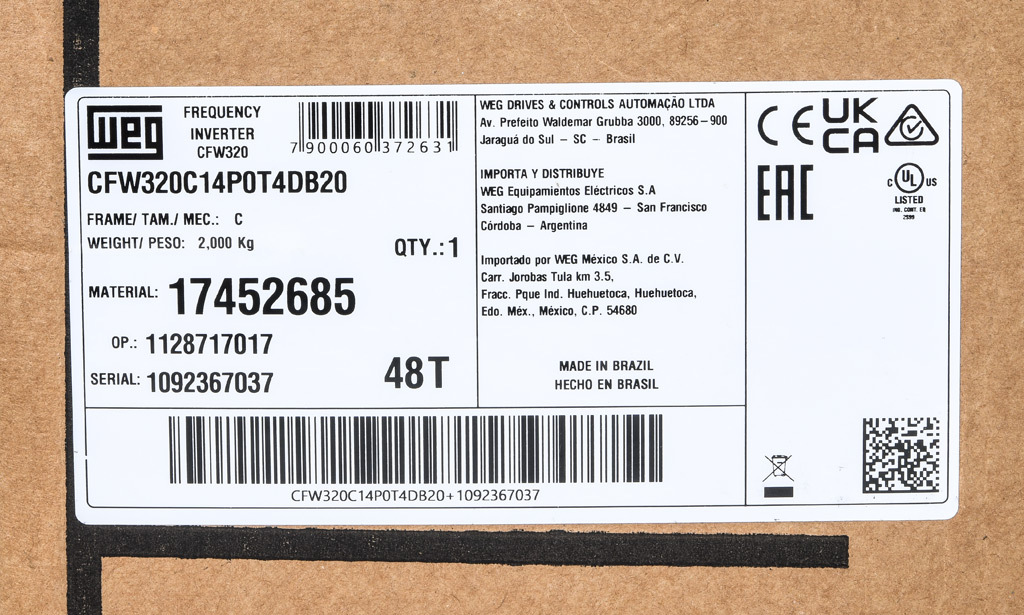 WEG
FREQUENCY
INVERTER
CFW320
7900060372631
CFW320C14P0T4DB20
FRAME/ TAM./ MEC.: C
WEIGHT/ PESO: 2,000 Kg
QTY.:1
MATERIAL: 17452685
OP.: 1128717017
SERIAL: 1092367037
48T
WEG DRIVES & CONTROLS AUTOMAÇÃO LTDA
Av. Prefeito Waldemar Grubba 3000, 89256-900
Jaraguá do Sul - SC - Brasil
IMPORTA Y DISTRIBUYE
WEG Equipamientos Eléctricos S.A
Santiago Pampiglione 4849 - San Francisco
Córdoba - Argentina
Importado por WEG México S.A. de C.V.
Carr. Jorobas Tula km 3.5,
Fracc. Pque Ind. Huehuetoca, Huehuetoca,
Edo. Méx., México, C.P. 54680
MADE IN BRAZIL
HECHO EN BRASIL
CE
UK
CA
EAC
C UL US
LISTED
IND. CONT. EQ
CFW320C14P0T4DB20+1092367037